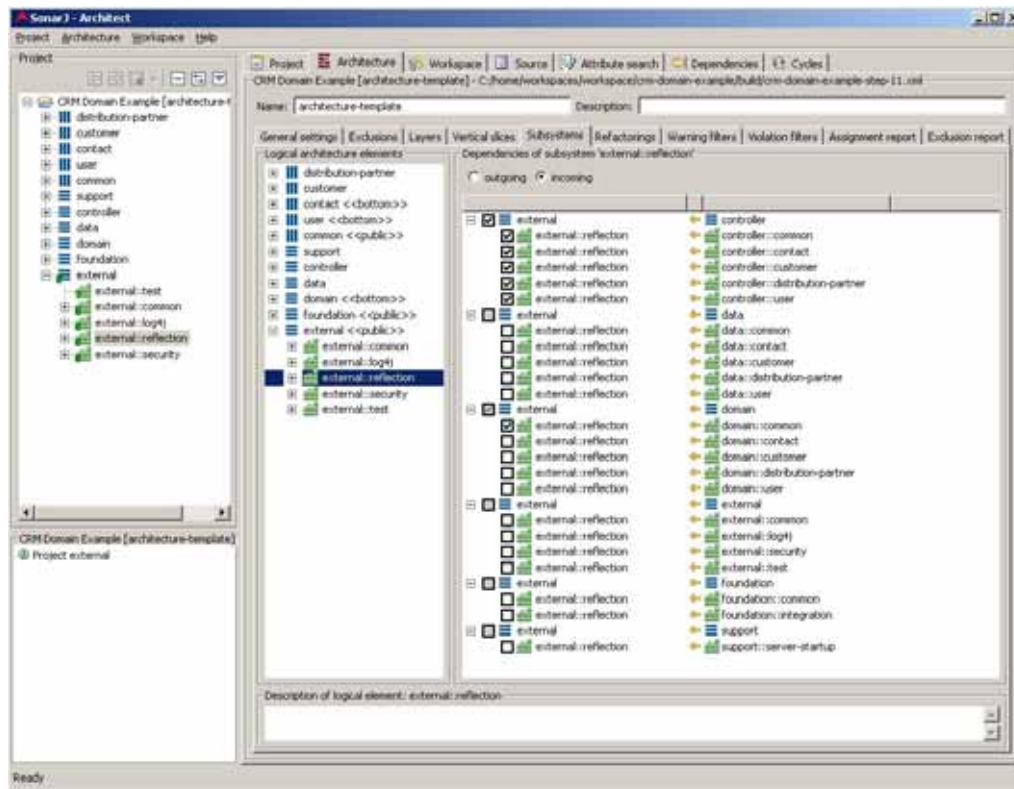 SonarJ - Architect
Project Architecture Workspace Help
Project
CRM Domain Example [architecture-t
distribution-partner
customer
contact
user
common
support
controller
data
domain
foundation
external
external::test
external::common
external::log4j
external::reflection
external::security
CRM Domain Example [architecture-template]
Project external
Project Architecture Workspace Source Attribute search Dependencies Cycles
CRM Domain Example [architecture-template] - C:/home/workspaces/workspace/crm-domain-example/build/crm-domain-example-step-11.xml
Name: architecture-template Description:
General settings Exclusions Layers Vertical slices Subsystems Refactorings Warning filters Violation filters Assignment report Exclusion report
Logical architecture elements
distribution-partner
customer
contact <<bottom>>
user <<bottom>>
common <<public>>
support
controller
data
domain <<bottom>>
foundation <<public>>
external <<public>>
external::common
external::log4j
external::reflection
external::security
external::test
Dependencies of subsystem 'external::reflection'
outgoing incoming
external controller
external::reflection controller::common
external::reflection controller::contact
external::reflection controller::customer
external::reflection controller::distribution-partner
external::reflection controller::user
external data
external::reflection data::common
external::reflection data::contact
external::reflection data::customer
external::reflection data::distribution-partner
external::reflection data::user
external domain
external::reflection domain::common
external::reflection domain::contact
external::reflection domain::customer
external::reflection domain::distribution-partner
external::reflection domain::user
external external
external::reflection external::common
external::reflection external::log4j
external::reflection external::security
external::reflection external::test
external foundation
external::reflection foundation::common
external::reflection foundation::integration
external support
external::reflection support::server-startup
Description of logical element: external::reflection
Ready